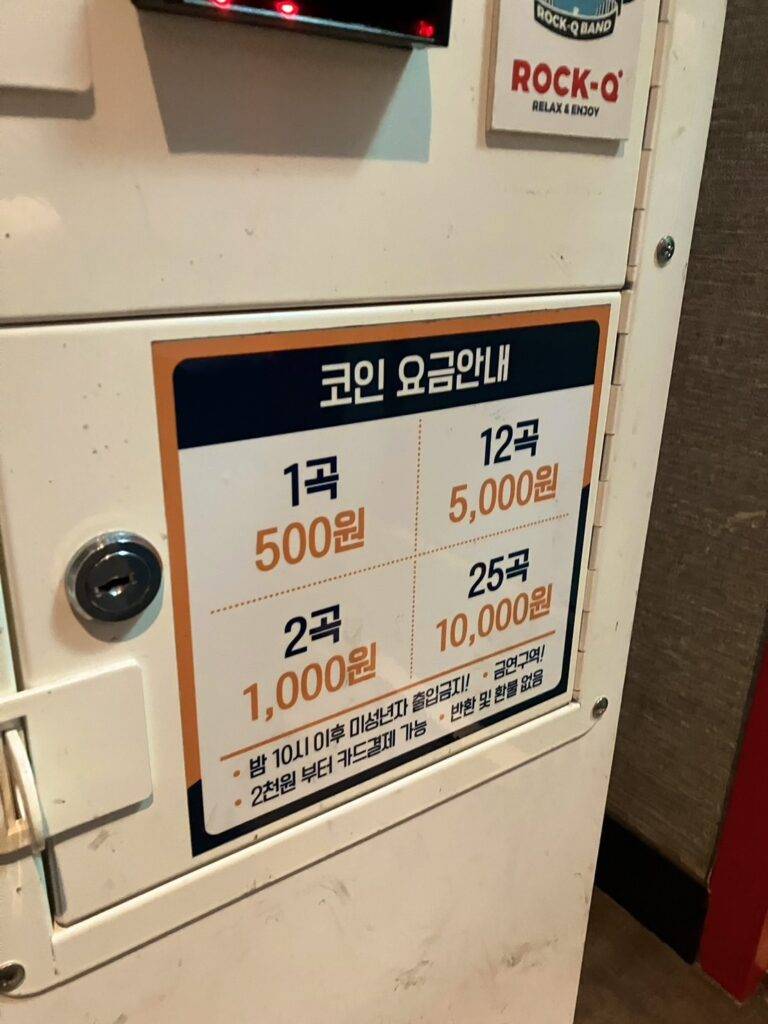 ROCK-Q BAND
ROCK-Q
RELAX & ENJOY
코인 요금안내
1곡
500원
12곡
5,000원
2곡
1,000원
25곡
10,000원
• 밤 10시 이후 미성년자 출입금지! • 금연구역!
• 2천원 부터 카드결제 가능 • 반환 및 환불 없음